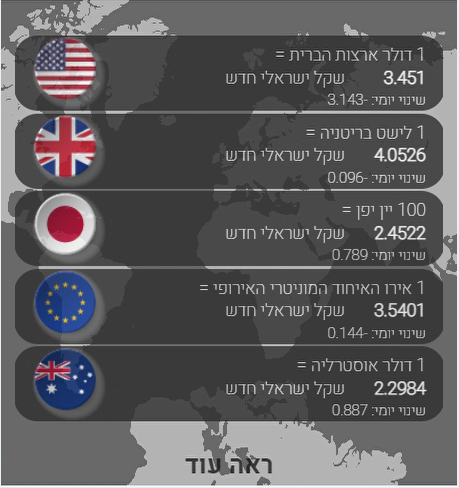 1 דולר ארצות הברית =
3.451 שקל ישראלי חדש
שינוי יומי: -3.143
1 לישט בריטניה =
4.0526 שקל ישראלי חדש
שינוי יומי: -0.096
100 יין יפן =
2.4522 שקל ישראלי חדש
שינוי יומי: 0.789
1 אירו האיחוד המוניטרי האירופי =
3.5401 שקל ישראלי חדש
שינוי יומי: -0.144
1 דולר אוסטרליה =
2.2984 שקל ישראלי חדש
שינוי יומי: 0.887
ראה עוד